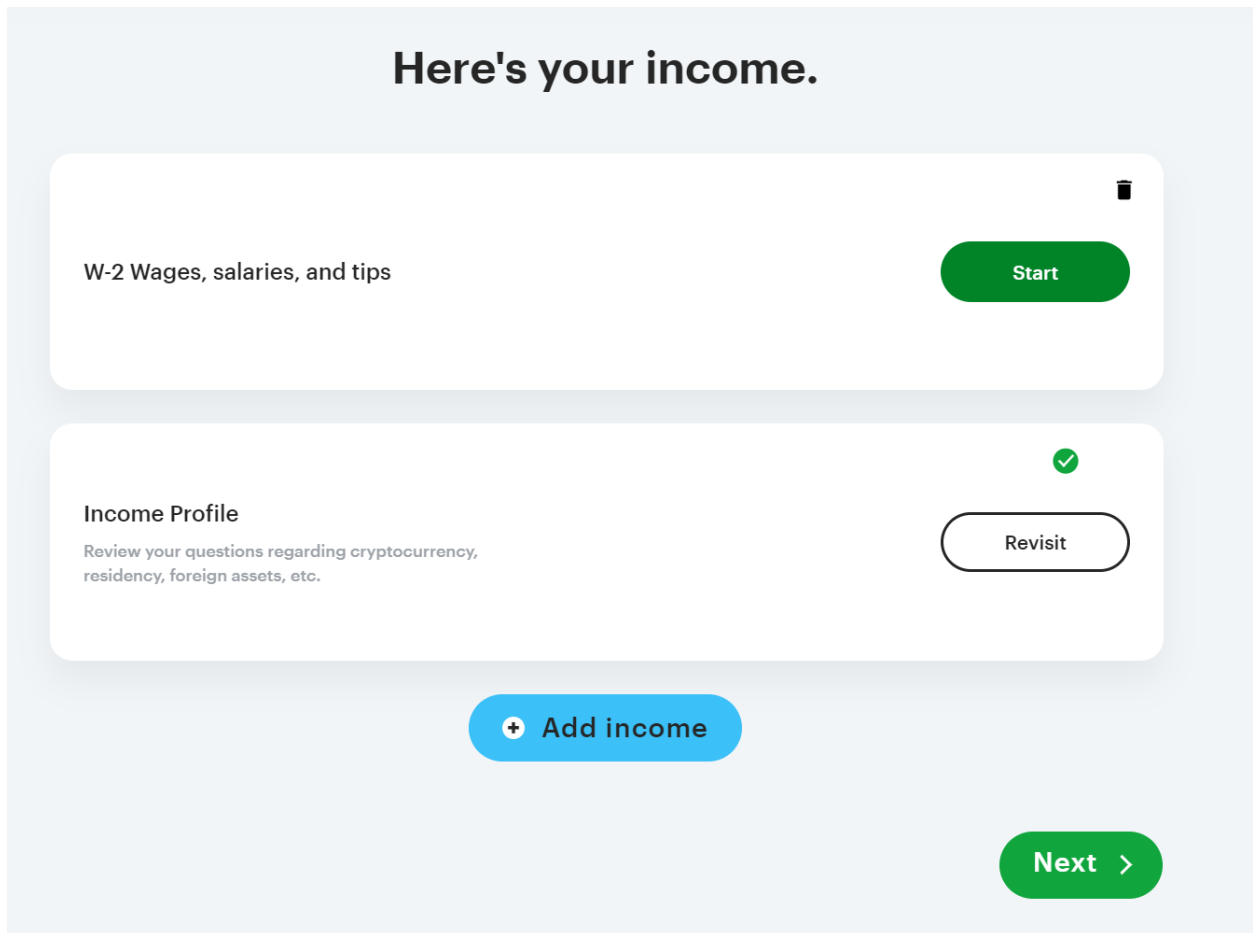 Here's your income.
W-2 Wages, salaries, and tips
Start
Income Profile
Review your questions regarding cryptocurrency,
residency, foreign assets, etc.
Revisit
Add income
Next